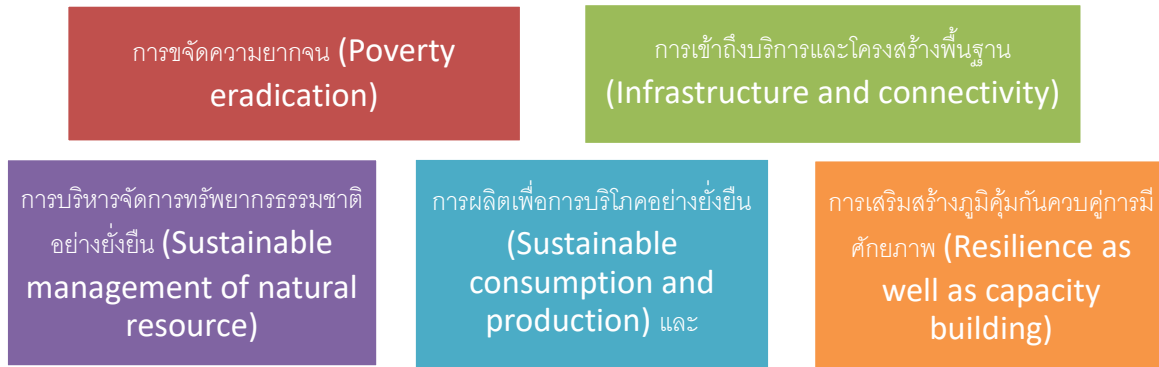 การขจัดความยากจน (Poverty
eradication)
การเข้าถึงบริการและโครงสร้างพื้นฐาน
(Infrastructure and connectivity)
การบริหารจัดการทรัพยากรธรรมชาติ
อย่างยั่งยืน (Sustainable
management of natural
resource)
การผลิตเพื่อการบริโภคอย่างยั่งยืน
(Sustainable
consumption and
production) และ
การเสริมสร้างภูมิคุ้มกันควบคู่การมี
ศักยภาพ (Resilience as
well as capacity
building)